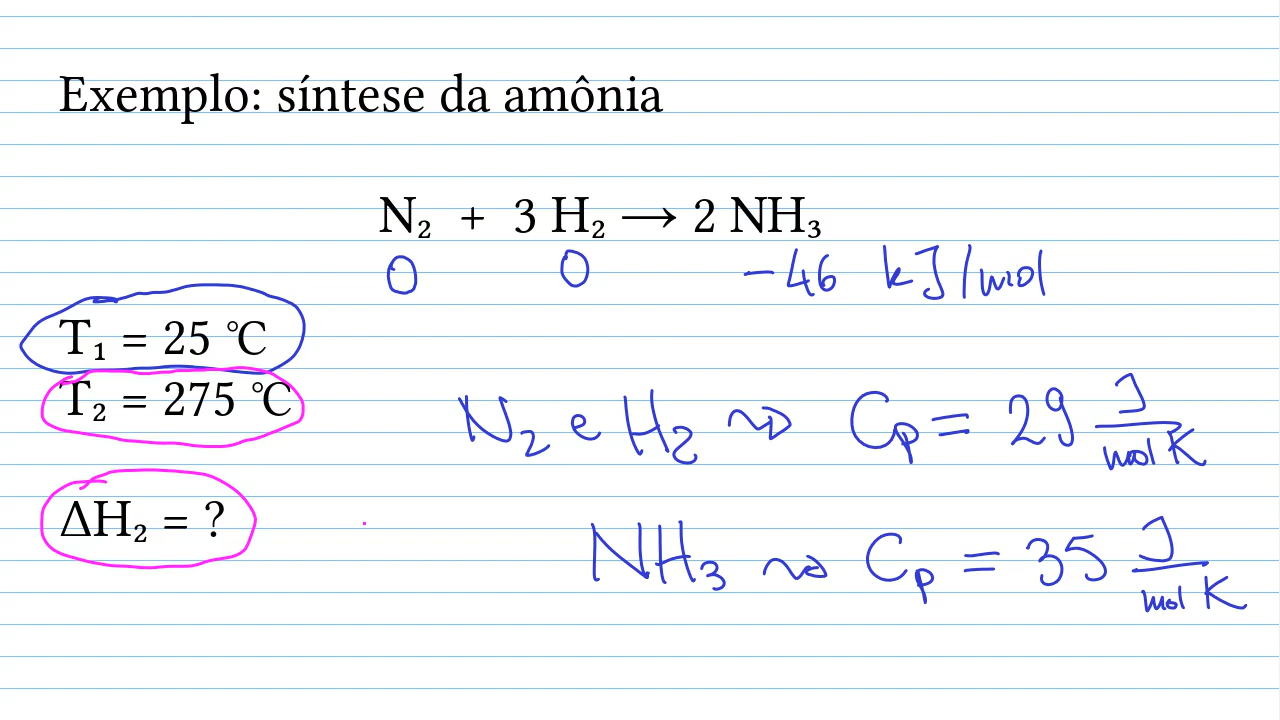 Exemplo: síntese da amônia
N₂ + 3 H₂ → 2 NH₃
0 0 -46 kJ/mol
T₁ = 25 °C
T₂ = 275 °C
N₂ e H₂ ⇝ Cp = 29 J/mol K
ΔH₂ = ?
NH₃ ⇝ Cp = 35 J/mol K